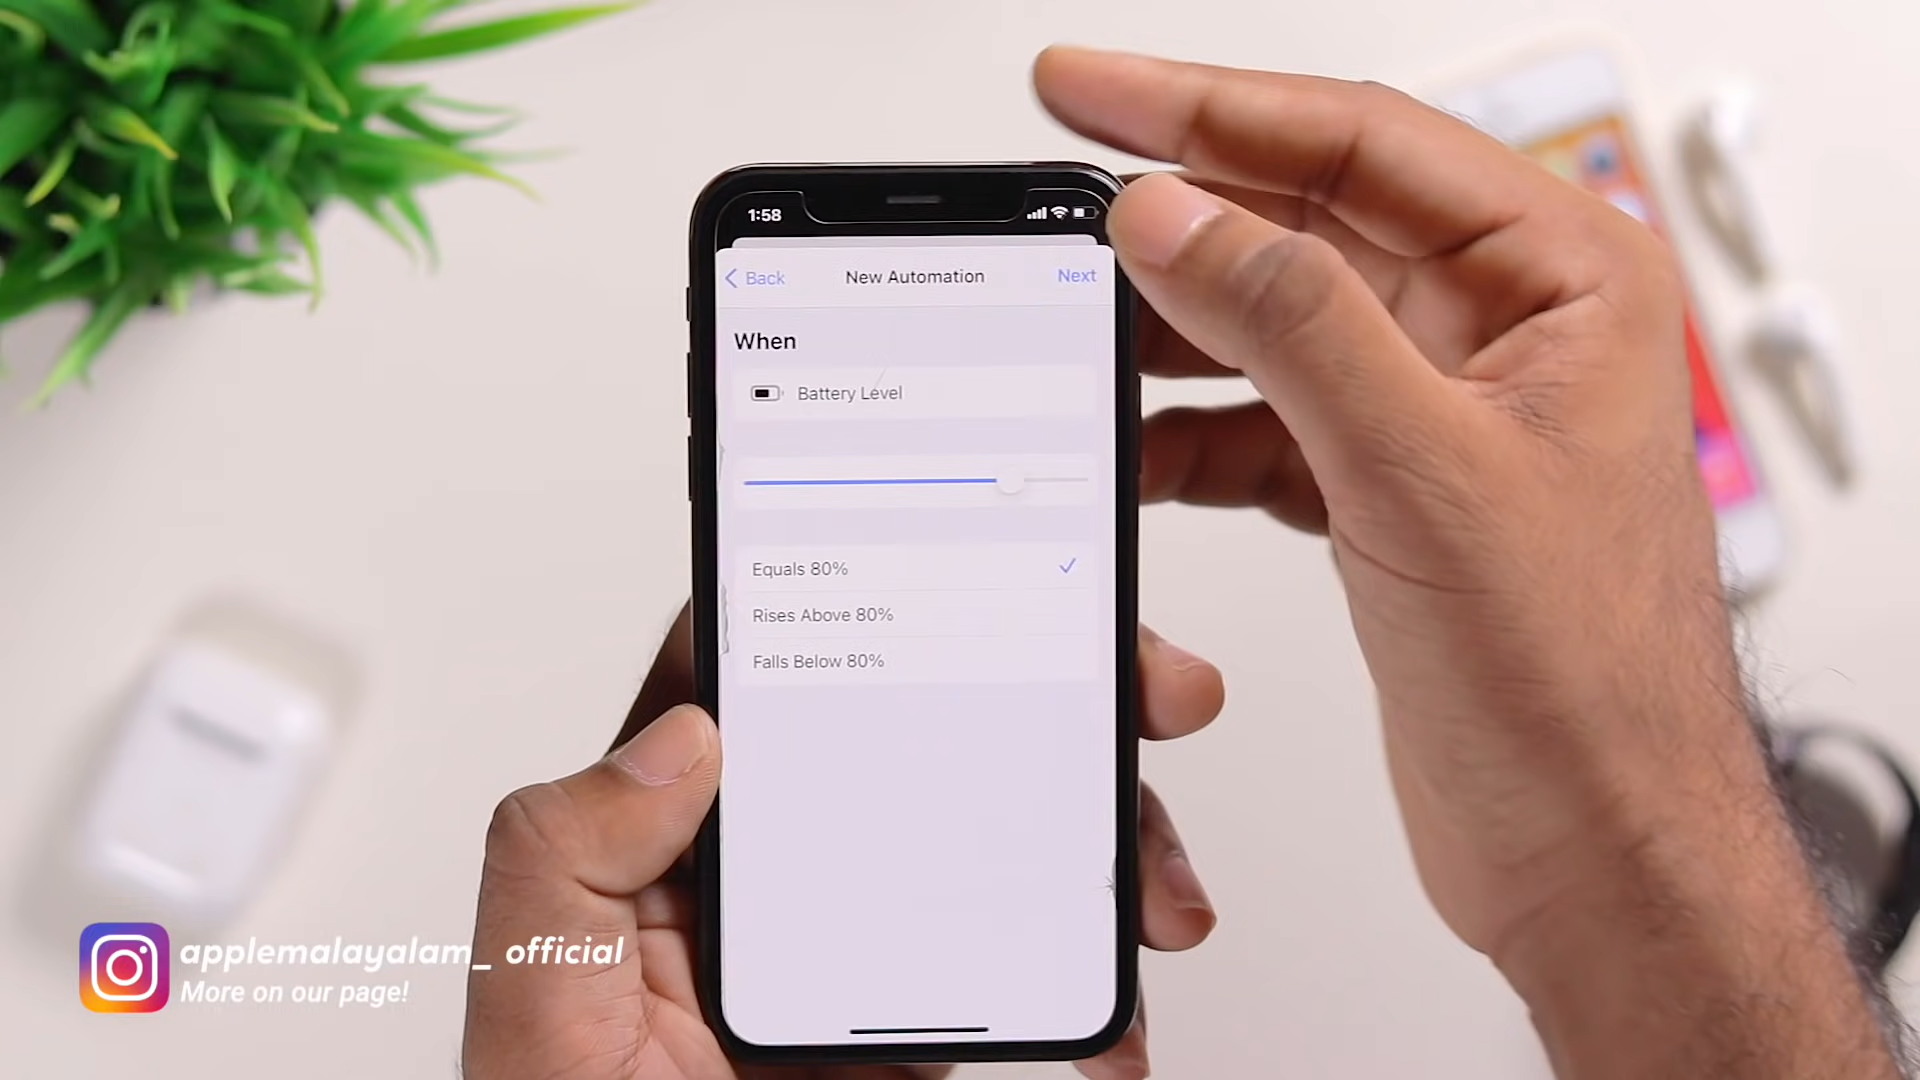 1:58
Back
New Automation
Next
When
Battery Level
Equals 80%
Rises Above 80%
Falls Below 80%
applemalayalam_ official
More on our page!